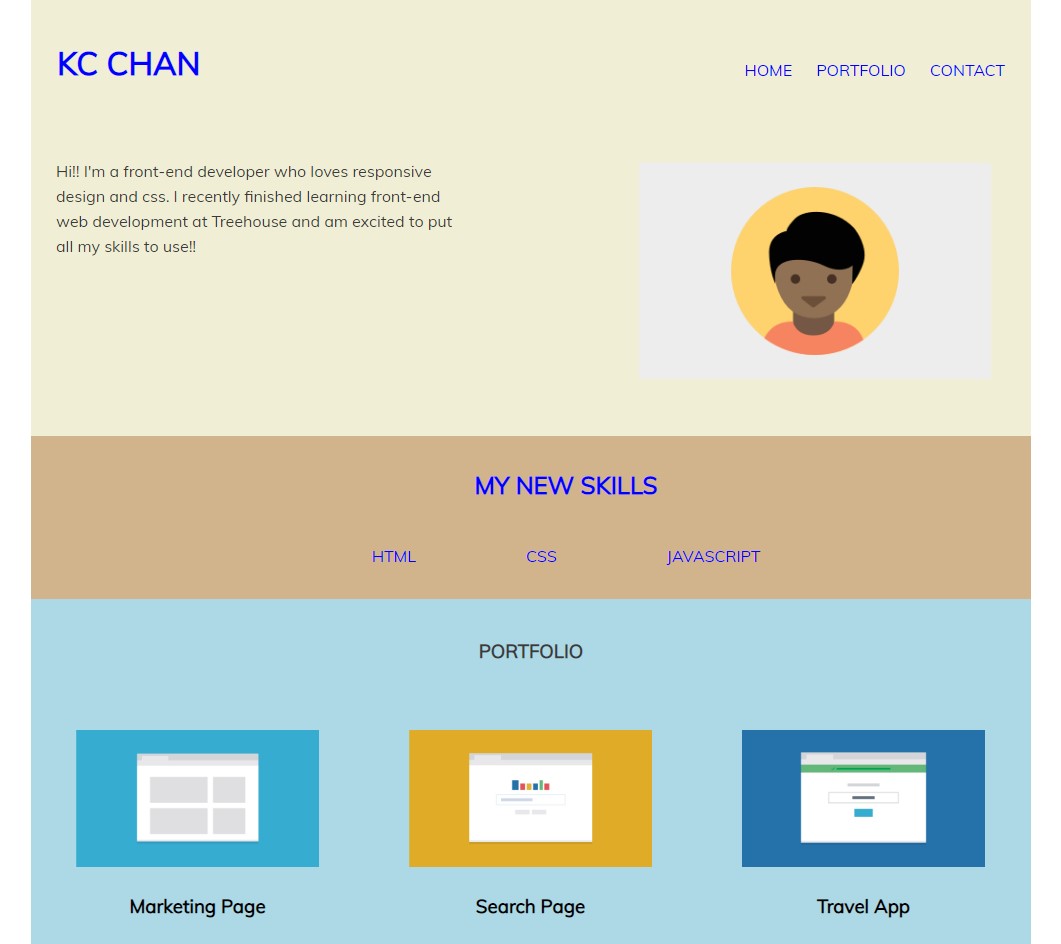 KC CHAN
HOME PORTFOLIO CONTACT
Hi!! I'm a front-end developer who loves responsive
design and css. I recently finished learning front-end
web development at Treehouse and am excited to put
all my skills to use!!
MY NEW SKILLS
HTML CSS JAVASCRIPT
PORTFOLIO
Marketing Page Search Page Travel App